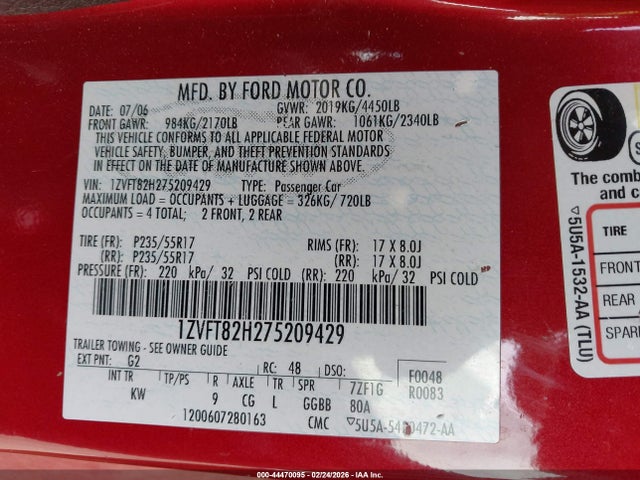 MFD. BY FORD MOTOR CO.
DATE: 07/06 GVWR: 2019KG/4450LB
FRONT GAWR: 984KG/2170LB REAR GAWR: 1061KG/2340LB
THIS VEHICLE CONFORMS TO ALL APPLICABLE FEDERAL MOTOR
VEHICLE SAFETY, BUMPER, AND THEFT PREVENTION STANDARDS
IN EFFECT ON THE DATE OF MANUFACTURE SHOWN ABOVE.
VIN: 1ZVFT82H275209429 TYPE: Passenger Car
MAXIMUM LOAD = OCCUPANTS + LUGGAGE = 326KG/720LB
OCCUPANTS = 4 TOTAL; 2 FRONT, 2 REAR
TIRE (FR): P235/55R17 RIMS (FR): 17 X 8.0J
(RR): P235/55R17 (RR): 17 X 8.0J
PRESSURE (FR): 220 kPa/ 32 PSI COLD (RR): 220 kPa/ 32 PSI COLD
1ZVFT82H275209429
TRAILER TOWING - SEE OWNER GUIDE
EXT PNT: G2 RC: 48 DSO: F0048
R0083
INT TR TP/PS R AXLE TR SPR 7ZF1G
KW 9 CG L GGBB 80A
1200607280163 CMC ▽5U5A-5420472-AA
The comb
and c
▽5U5A-1532-AA (TLU)
TIRE
FRONT
REAR
SPARE
000-44470095 - 02/24/2026 - IAA Inc.